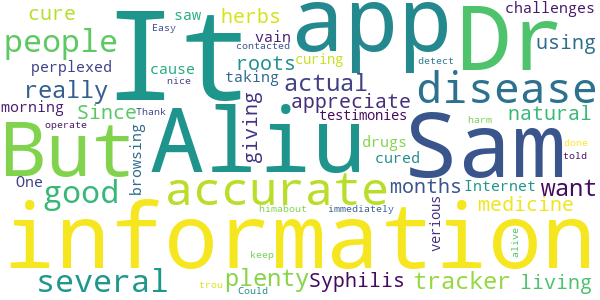 It app Dr
challenges
cure saw herbs
Easy
vain contacted
people
using
perplexed cause roots
nice
curing
detect
really
taking actual
disease
morning
Since
giving
appreciate
testimonies
natural
But Aliu Sam
Thank
operate
drugs
cured
harm
done
told
One good
browsing
accurate
months
Internet
want
himabout
immediately
verious
medicine
information
alive
keep
several
trou
Could
plenty
Syphilis
tracker
living